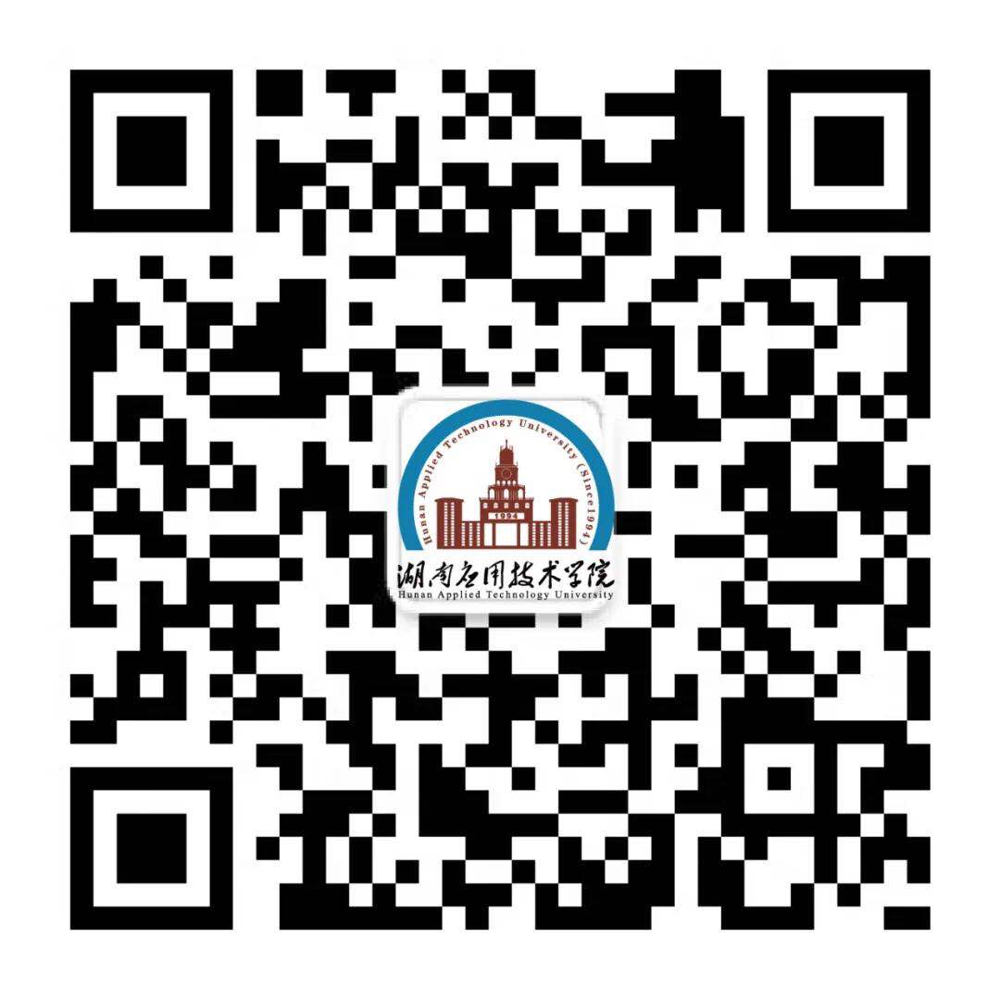 Hunan Applied Technology University (Since1994)
1994
湖南应用技术学院
Hunan Applied Technology University